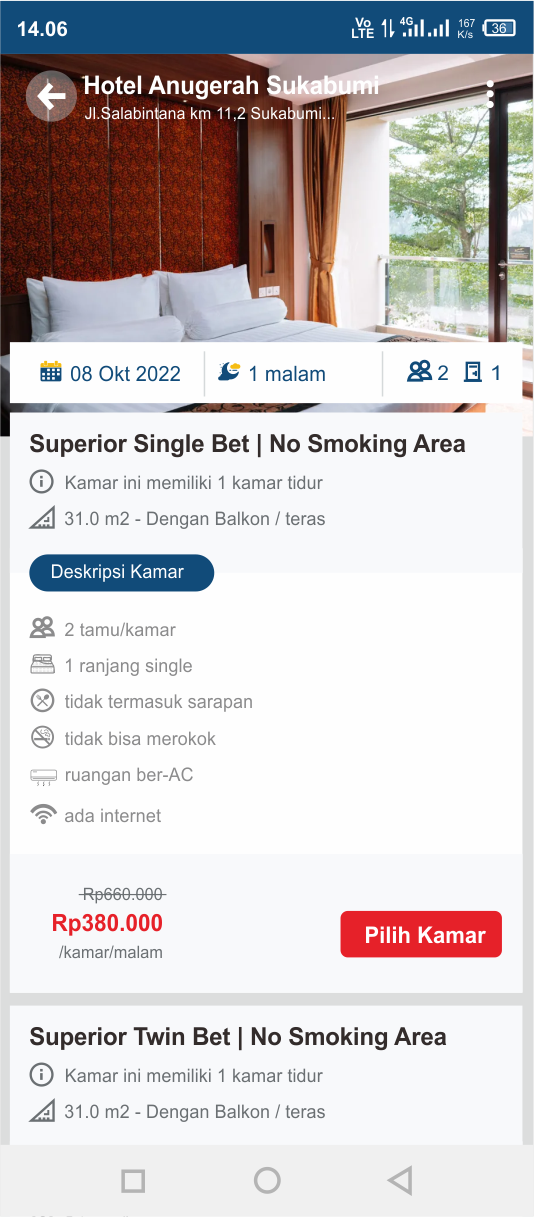 14.06
Vo LTE 4G 167 K/s 36
Hotel Anugerah Sukabumi
Jl.Salabintana km 11,2 Sukabumi...
08 Okt 2022 1 malam 2 1
Superior Single Bet | No Smoking Area
Kamar ini memiliki 1 kamar tidur
31.0 m2 - Dengan Balkon / teras
Deskripsi Kamar
2 tamu/kamar
1 ranjang single
tidak termasuk sarapan
tidak bisa merokok
ruangan ber-AC
ada internet
Rp660.000
Rp380.000
/kamar/malam
Pilih Kamar
Superior Twin Bet | No Smoking Area
Kamar ini memiliki 1 kamar tidur
31.0 m2 - Dengan Balkon / teras